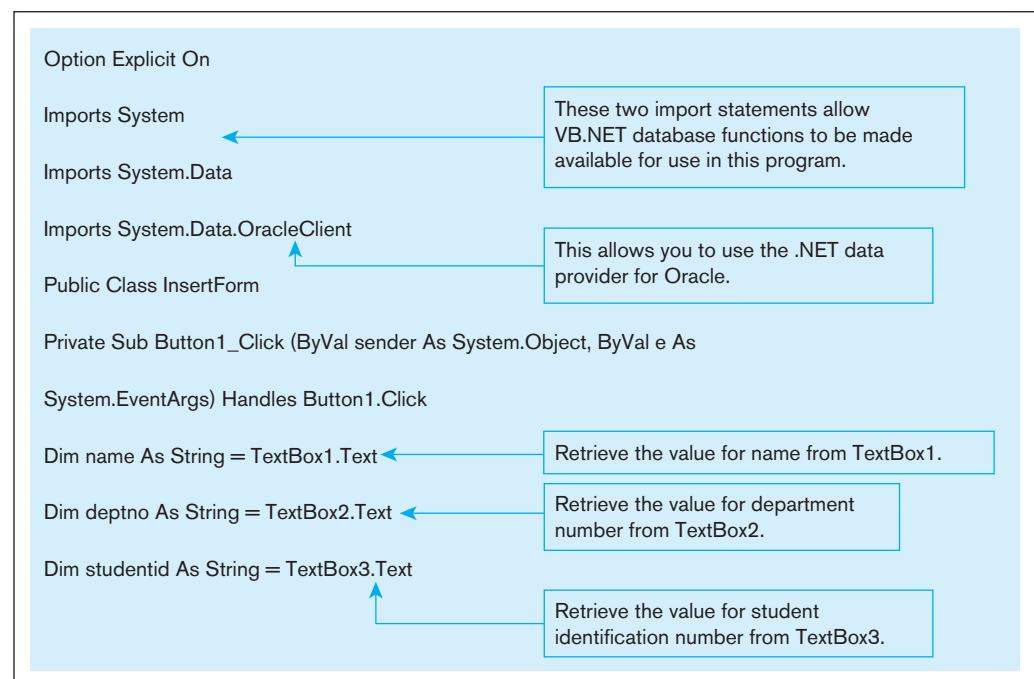 Option Explicit On
Imports System
These two import statements allow
VB.NET database functions to be made
available for use in this program.
Imports System.Data
Imports System.Data.OracleClient
This allows you to use the .NET data
provider for Oracle.
Public Class InsertForm
Private Sub Button1_Click (ByVal sender As System.Object, ByVal e As
System.EventArgs) Handles Button1.Click
Dim name As String = TextBox1.Text
Retrieve the value for name from TextBox1.
Dim deptno As String = TextBox2.Text
Retrieve the value for department
number from TextBox2.
Dim studentid As String = TextBox3.Text
Retrieve the value for student
identification number from TextBox3.